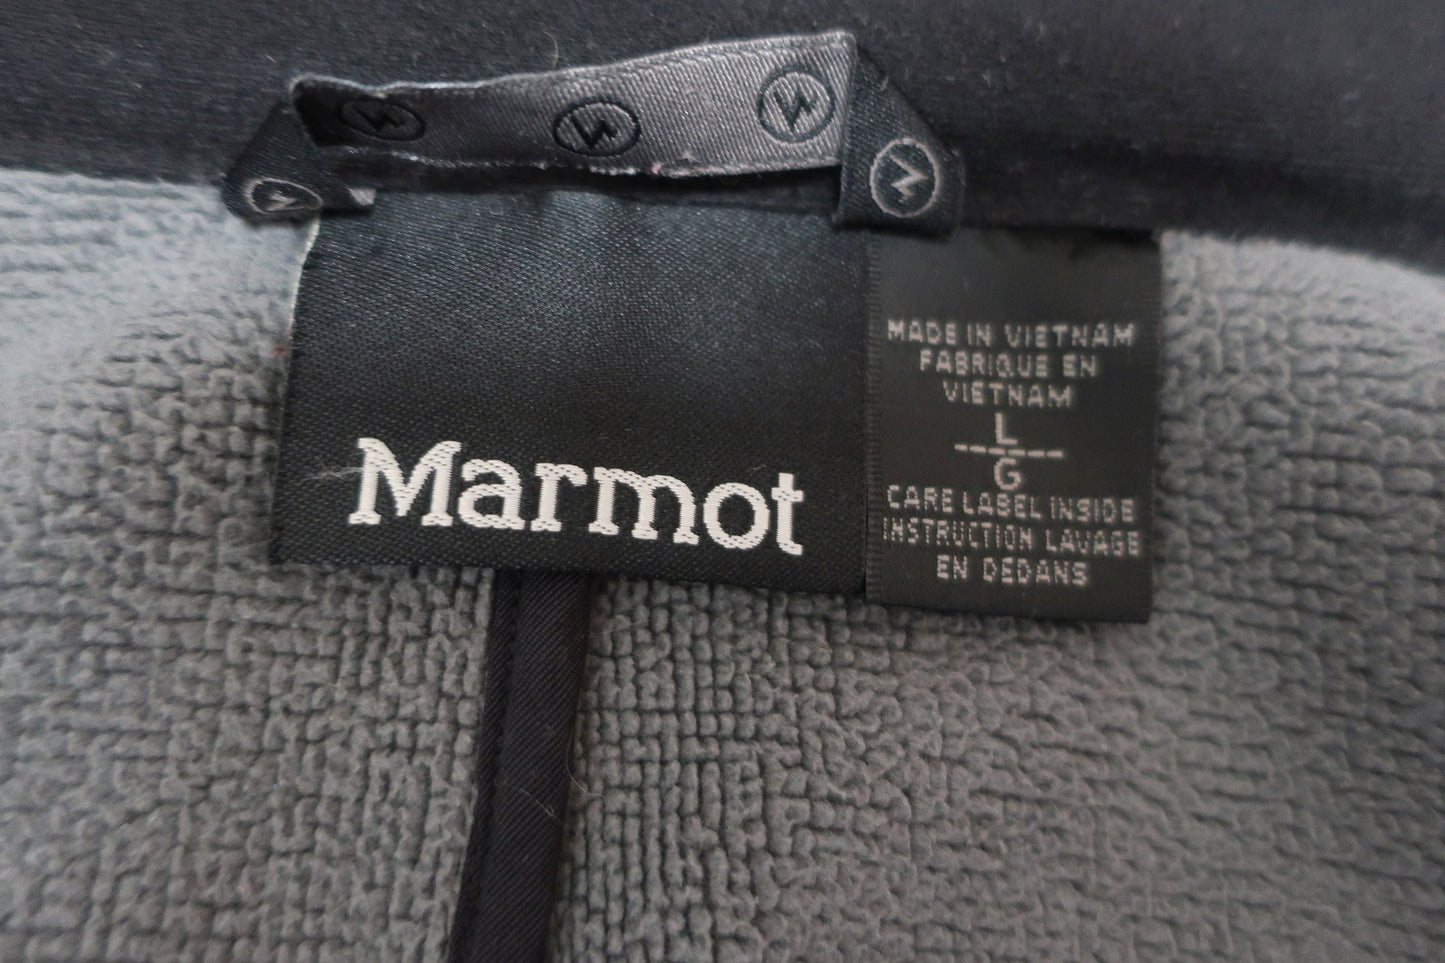 Marmot
MADE IN VIETNAM
FABRIQUE EN
VIETNAM
L
G
CARE LABEL INSIDE
INSTRUCTION LAVAGE
EN DEDANS